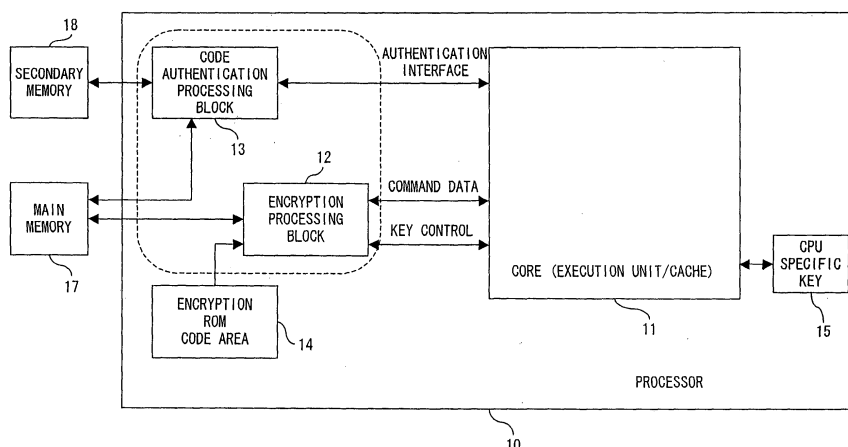 18
SECONDARY
MEMORY
CODE
AUTHENTICATION
PROCESSING
BLOCK
13
AUTHENTICATION
INTERFACE
12
MAIN
MEMORY
17
ENCRYPTION
PROCESSING
BLOCK
COMMAND DATA
KEY CONTROL
CORE (EXECUTION UNIT/CACHE)
11
CPU
SPECIFIC
KEY
15
ENCRYPTION
ROM
CODE AREA
14
PROCESSOR
10